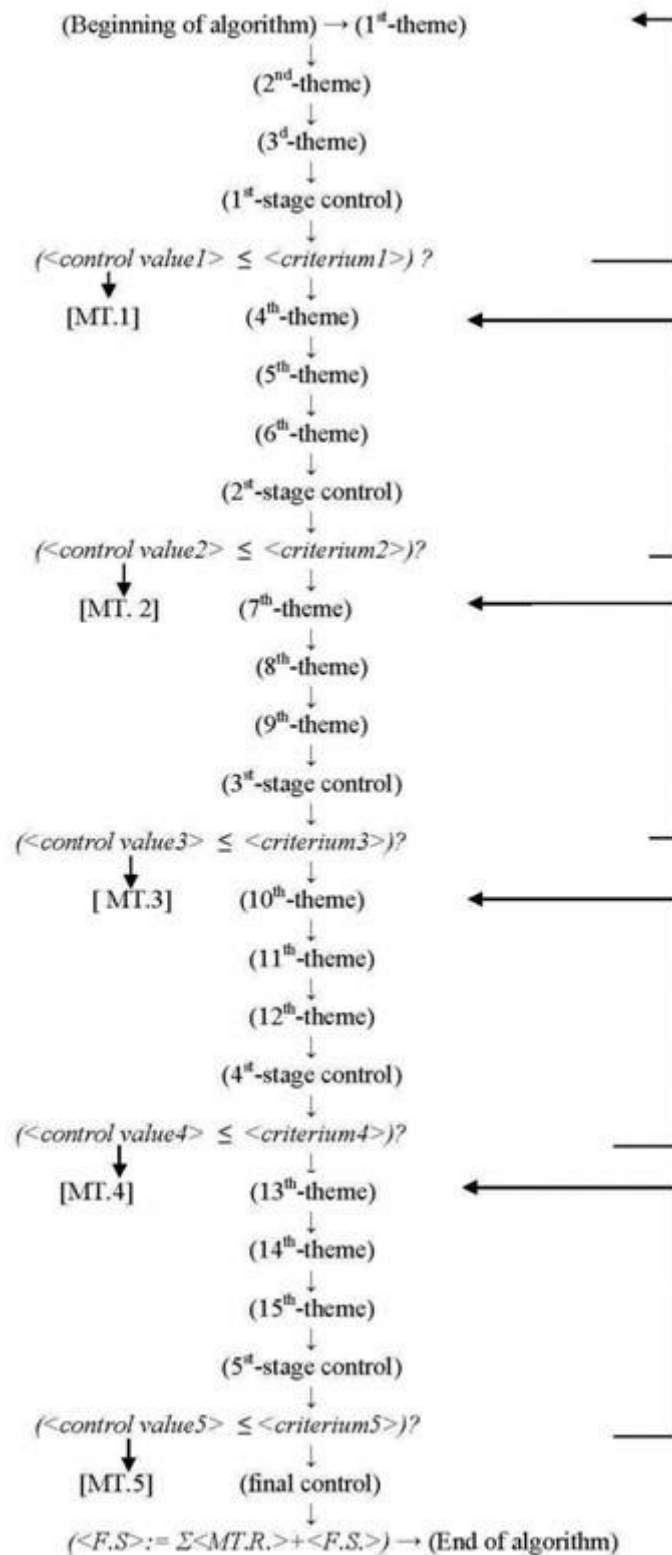 (Beginning of algorithm) → (1st-theme)
↓
(2nd-theme)
↓
(3d-theme)
↓
(1st-stage control)
↓
(<control value1> ≤ <criterium1>) ?
↓ ↓
[MT.1] (4th-theme)
↓
(5th-theme)
↓
(6th-theme)
↓
(2st-stage control)
↓
(<control value2> ≤ <criterium2>)?
↓ ↓
[MT. 2] (7th-theme)
↓
(8th-theme)
↓
(9th-theme)
↓
(3st-stage control)
↓
(<control value3> ≤ <criterium3>)?
↓ ↓
[ MT.3] (10th-theme)
↓
(11th-theme)
↓
(12th-theme)
↓
(4st-stage control)
↓
(<control value4> ≤ <criterium4>)?
↓ ↓
[MT.4] (13th-theme)
↓
(14th-theme)
↓
(15th-theme)
↓
(5st-stage control)
↓
(<control value5> ≤ <criterium5>)?
↓ ↓
[MT.5] (final control)
↓
(<F.S>:= Σ<MT.R.>+<F.S.>) → (End of algorithm)